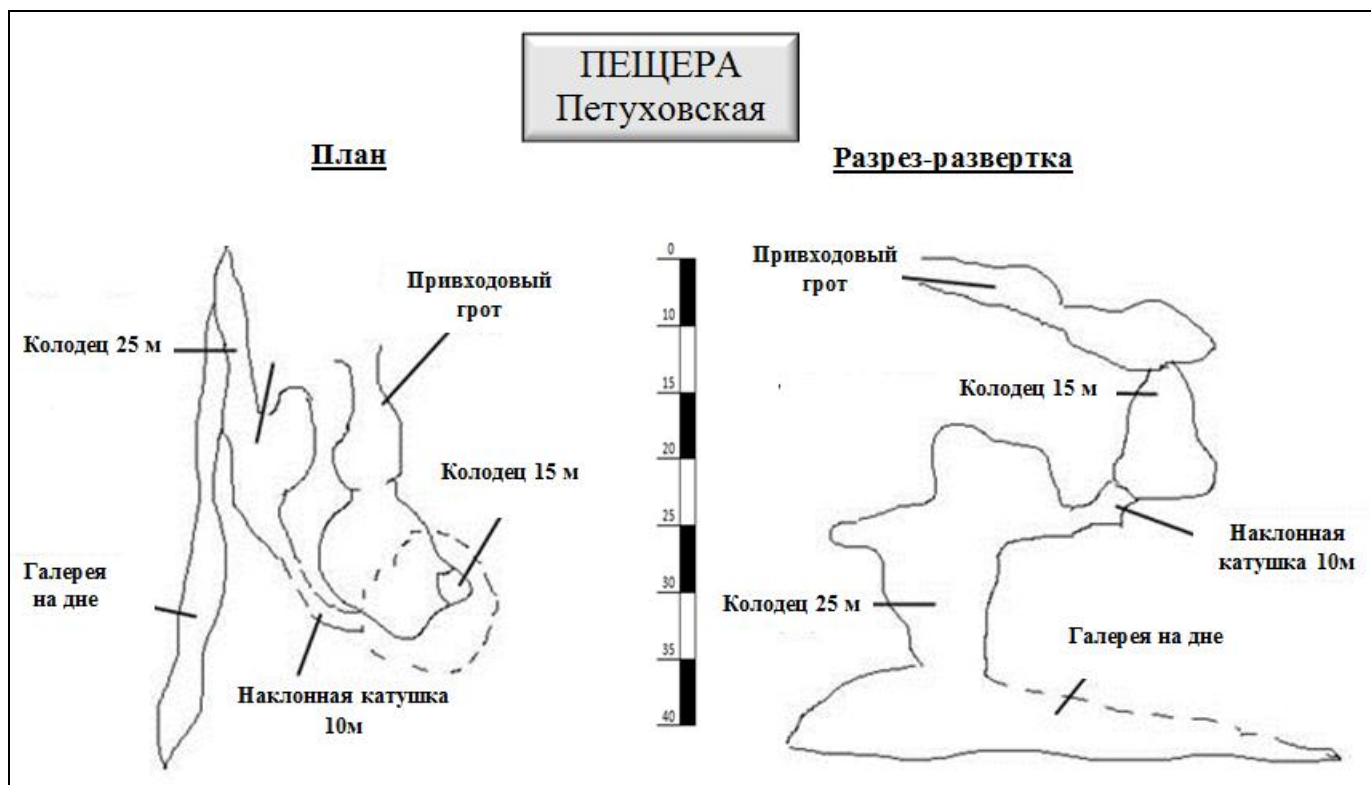 ПЕЩЕРА
Петуховская
План
Разрез-развертка
Привходовый
грот
Колодец 25 м
Колодец 15 м
Галерея
на дне
Наклонная катушка
10м
0
10
15
20
25
30
35
40
Привходовый
грот
Колодец 15 м
Наклонная
катушка 10м
Колодец 25 м
Галерея на дне